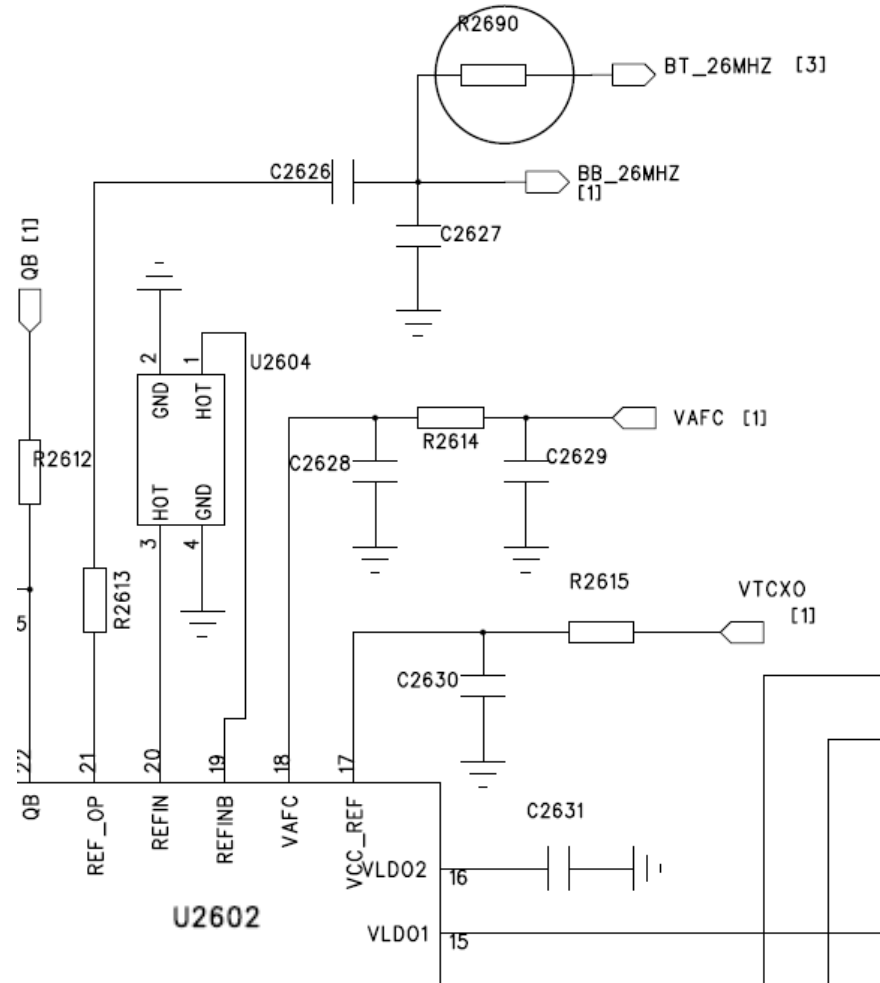 R2690
BT_26MHZ [3]
C2626
BB_26MHZ
[1]
C2627
QB [1]
2
1
U2604
GND
HOT
HOT
GND
3
4
R2612
R2613
5
VAFC [1]
R2614
C2628
C2629
R2615
VTCXO
[1]
C2630
22
21
20
19
18
17
QB
REF_OP
REFIN
REFINB
VAFC
VCC_REF
C2631
VLDO2
16
VLDO1
15
U2602